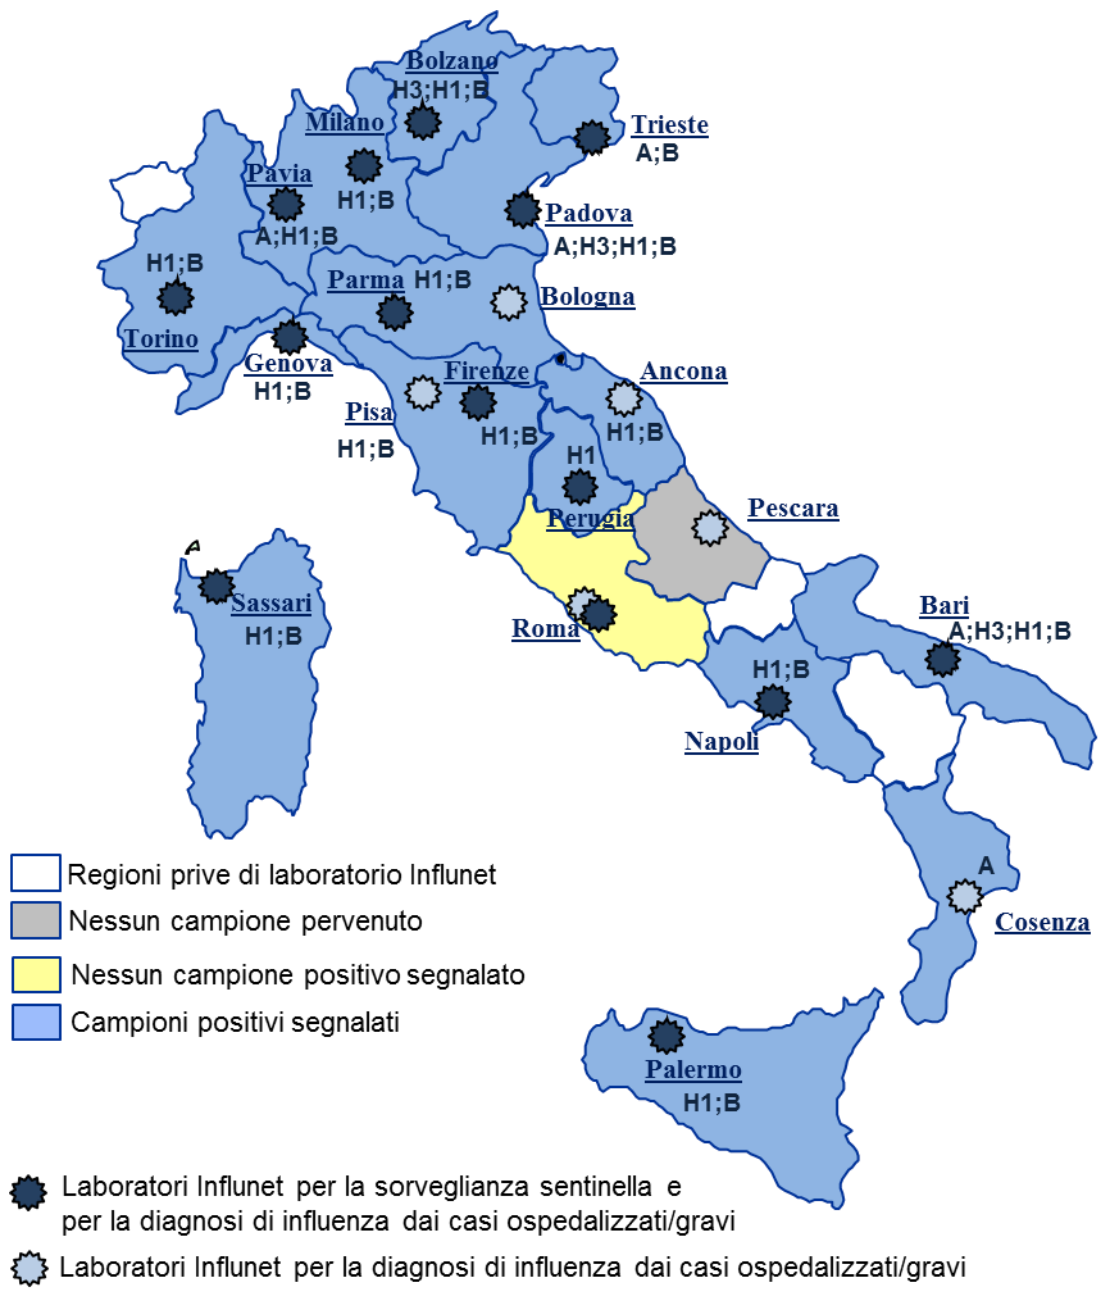 Bolzano
H3;H1;B
Milano
H1;B
Trieste
A;B
Pavia
A;H1;B
Padova
A;H3;H1;B
H1;B
Torino
Parma
H1;B
Bologna
Genova
H1;B
Firenze
H1;B
Pisa
H1;B
Ancona
H1;B
H1
Perugia
Pescara
A
Sassari
H1;B
Roma
Bari
A;H3;H1;B
H1;B
Napoli
A
Cosenza
Palermo
H1;B
Regioni prive di laboratorio Influnet
Nessun campione pervenuto
Nessun campione positivo segnalato
Campioni positivi segnalati
Laboratori Influnet per la sorveglianza sentinella e
per la diagnosi di influenza dai casi ospedalizzati/gravi
Laboratori Influnet per la diagnosi di influenza dai casi ospedalizzati/gravi